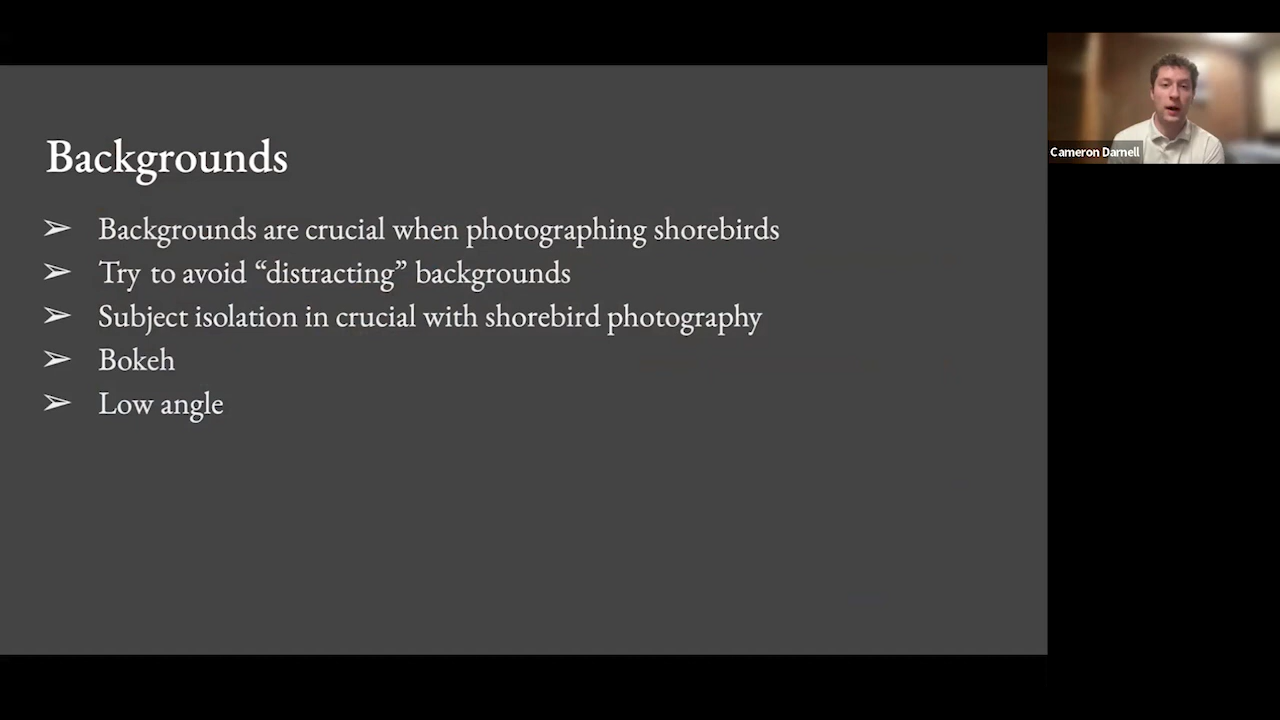 Backgrounds
➢ Backgrounds are crucial when photographing shorebirds
➢ Try to avoid “distracting” backgrounds
➢ Subject isolation in crucial with shorebird photography
➢ Bokeh
➢ Low angle
Cameron Darnell